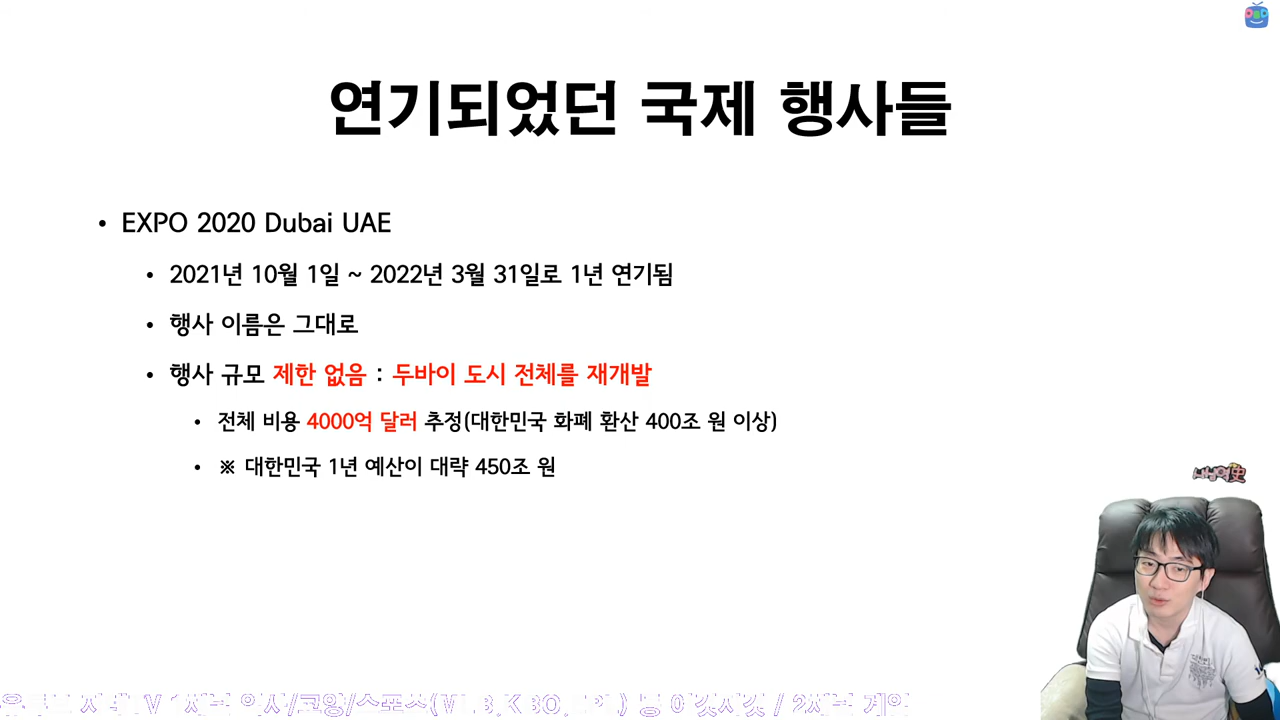 연기되었던 국제 행사들
• EXPO 2020 Dubai UAE
• 2021년 10월 1일 ~ 2022년 3월 31일로 1년 연기됨
• 행사 이름은 그대로
• 행사 규모 제한 없음 : 두바이 도시 전체를 재개발
• 전체 비용 4000억 달러 추정(대한민국 화폐 환산 400조 원 이상)
• ※ 대한민국 1년 예산이 대략 450조 원